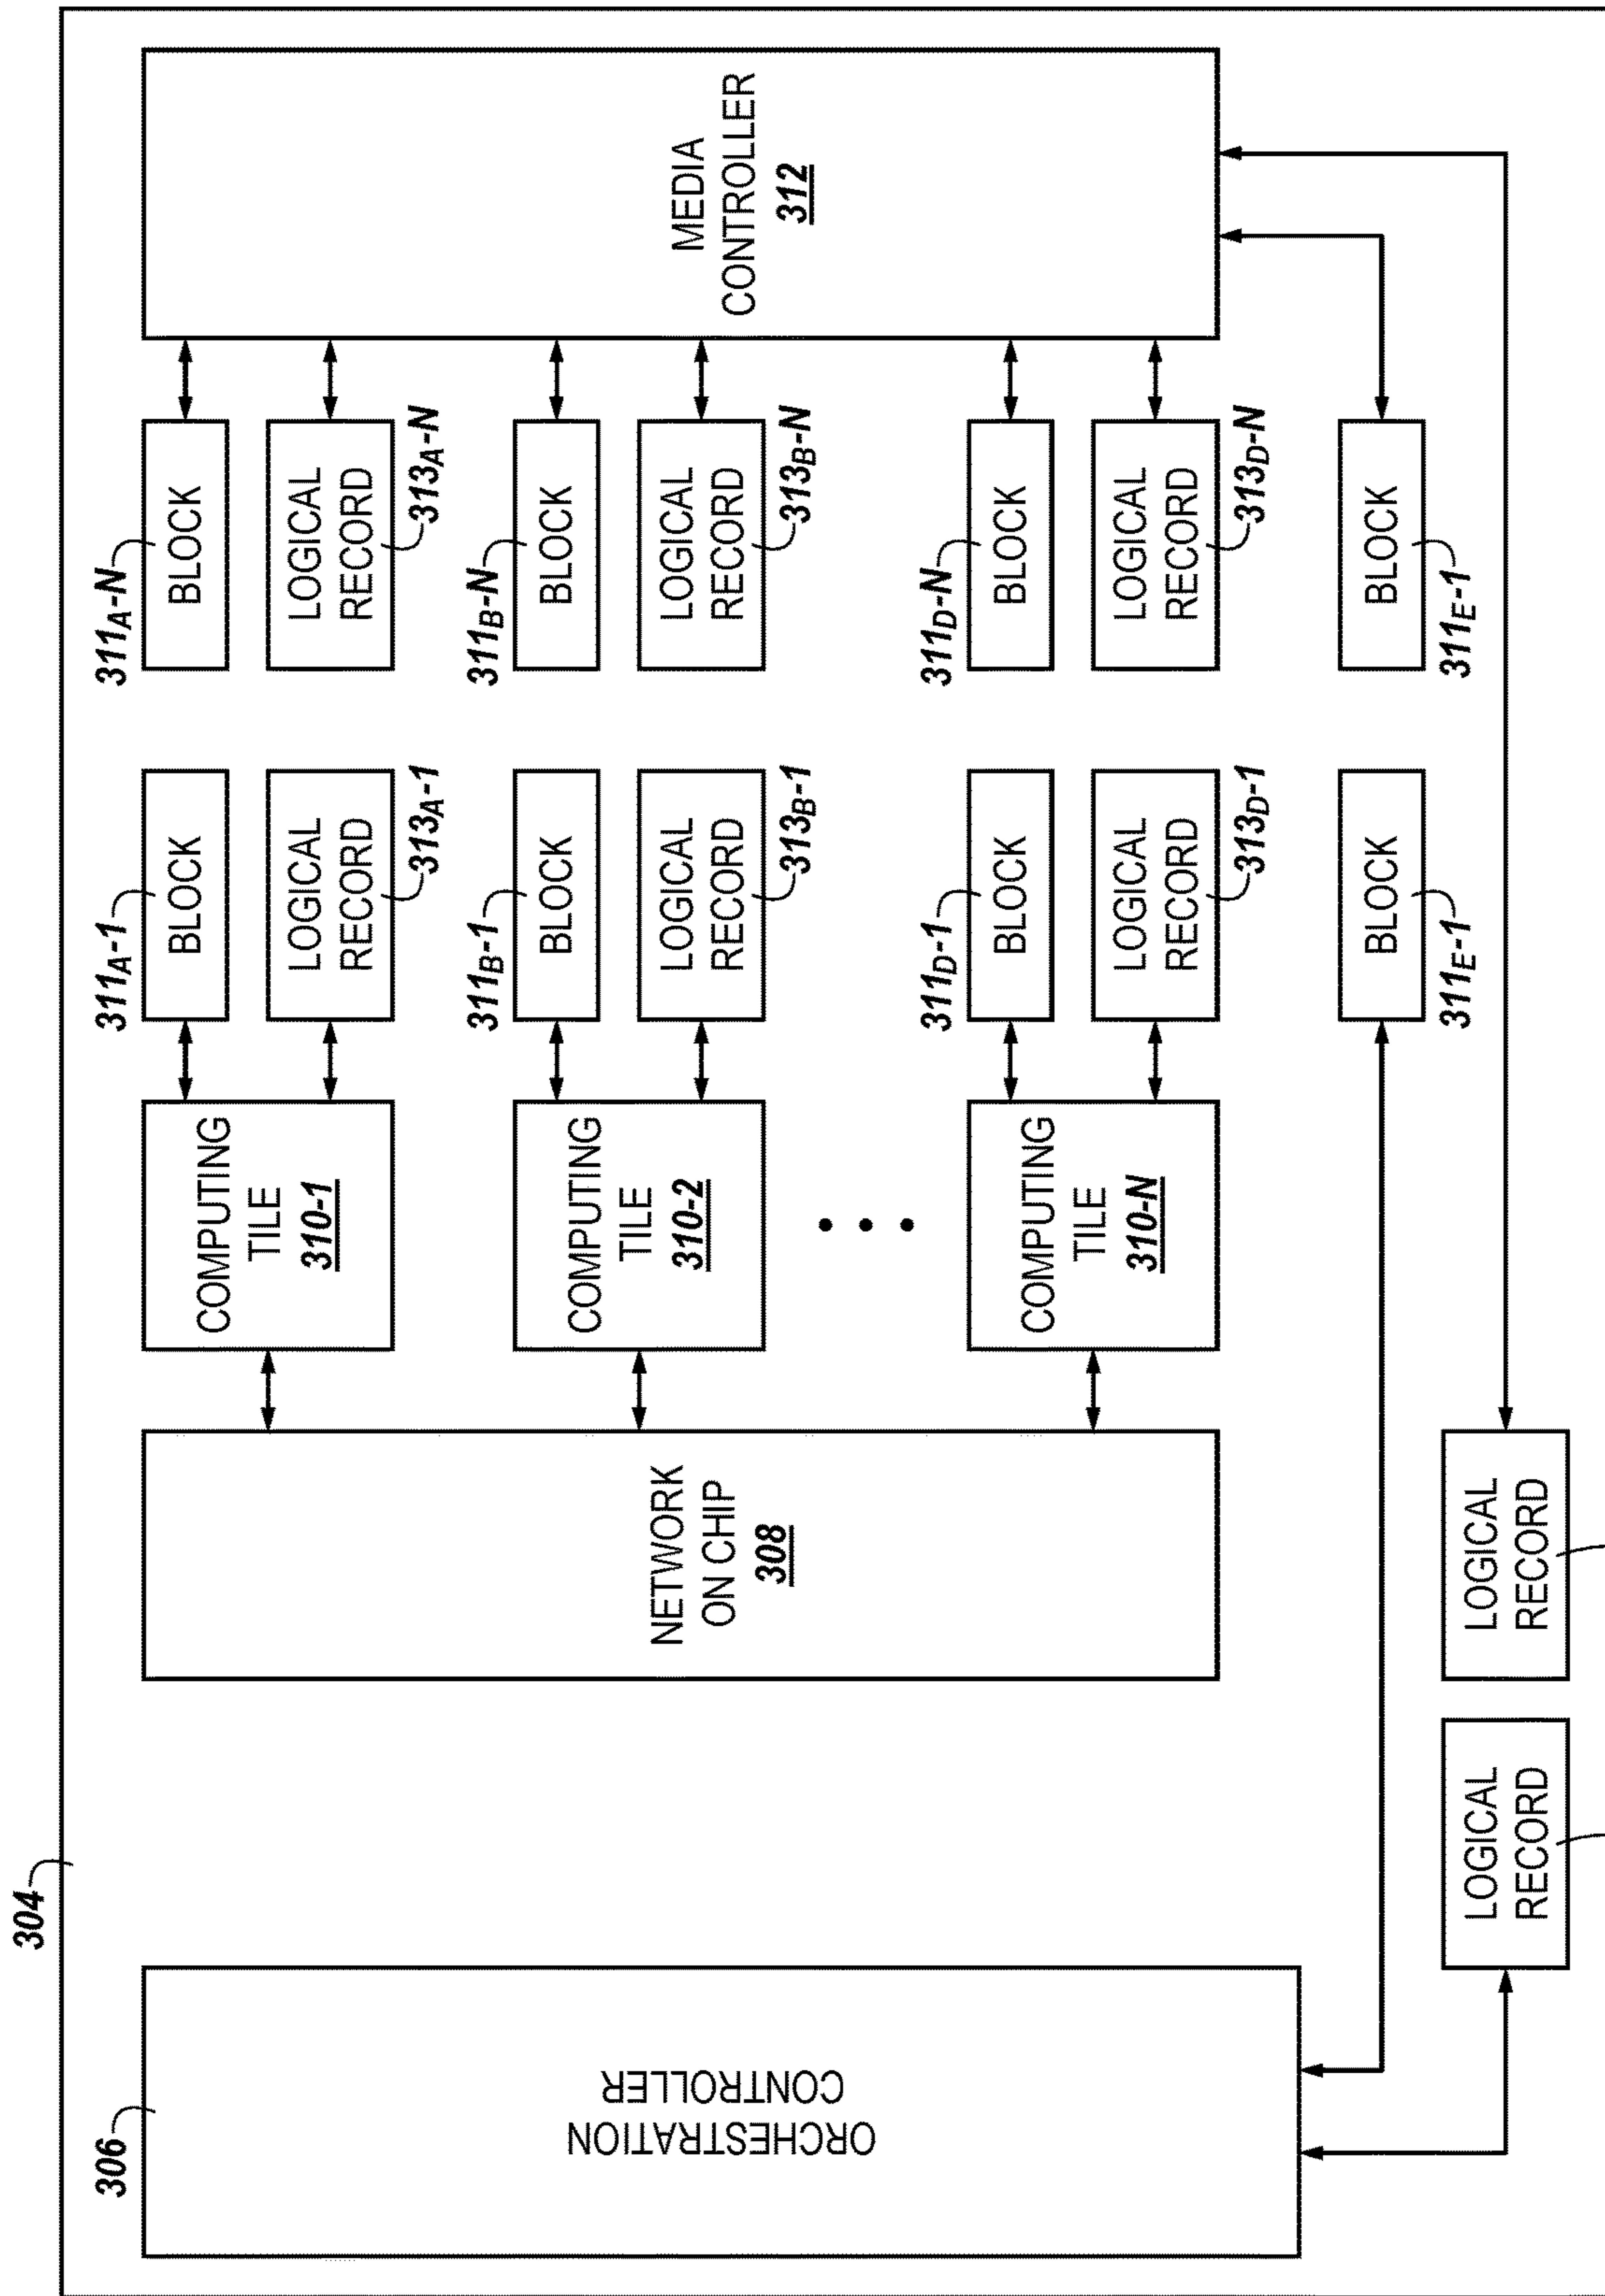 304
306
ORCHESTRATION
CONTROLLER
NETWORK
ON CHIP
308
COMPUTING
TILE
310-1
COMPUTING
TILE
310-2
COMPUTING
TILE
310-N
311A-1
BLOCK
LOGICAL
RECORD
313A-1
311B-1
BLOCK
LOGICAL
RECORD
313B-1
311D-1
BLOCK
LOGICAL
RECORD
313D-1
BLOCK
311E-1
311A-N
BLOCK
LOGICAL
RECORD
313A-N
311B-N
BLOCK
LOGICAL
RECORD
313B-N
311D-N
BLOCK
LOGICAL
RECORD
313D-N
BLOCK
311E-1
MEDIA
CONTROLLER
312
LOGICAL
RECORD
LOGICAL
RECORD